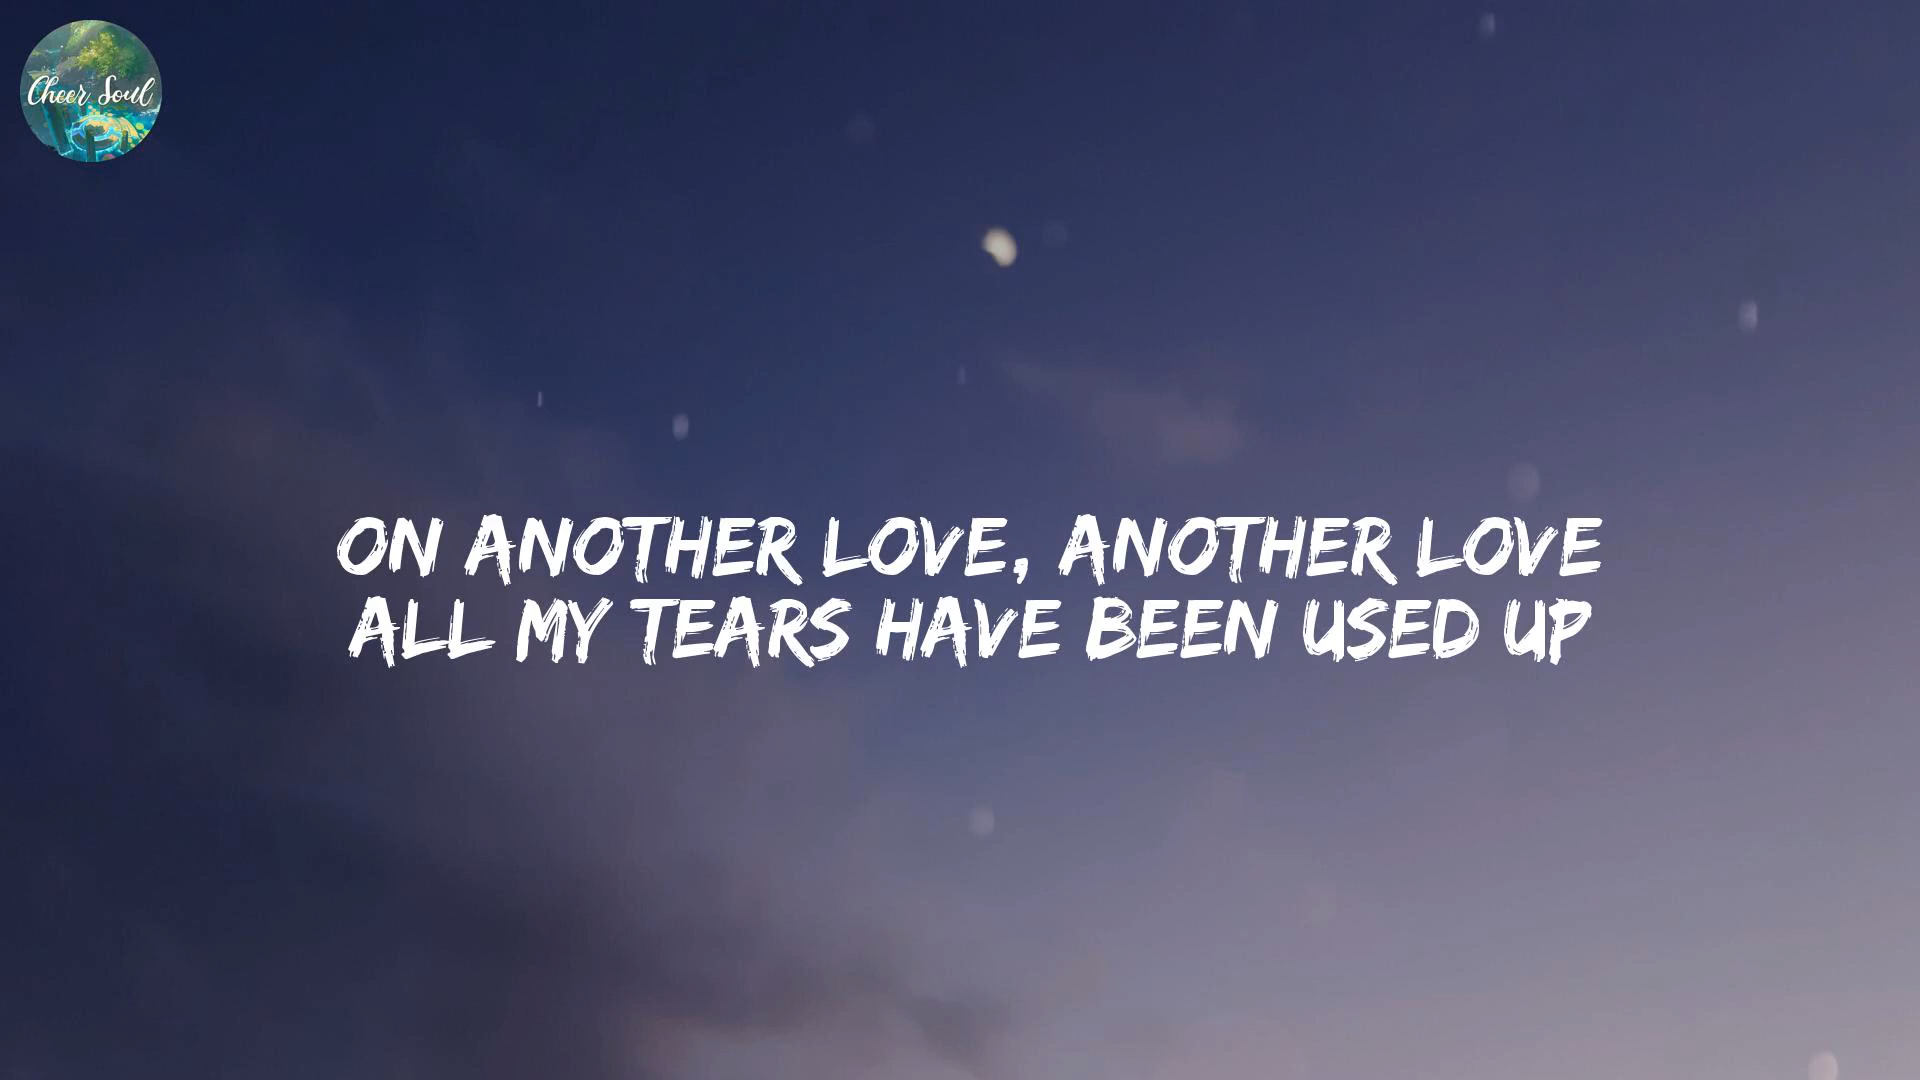 Cheer Soul
ON ANOTHER LOVE, ANOTHER LOVE
ALL MY TEARS HAVE BEEN USED UP